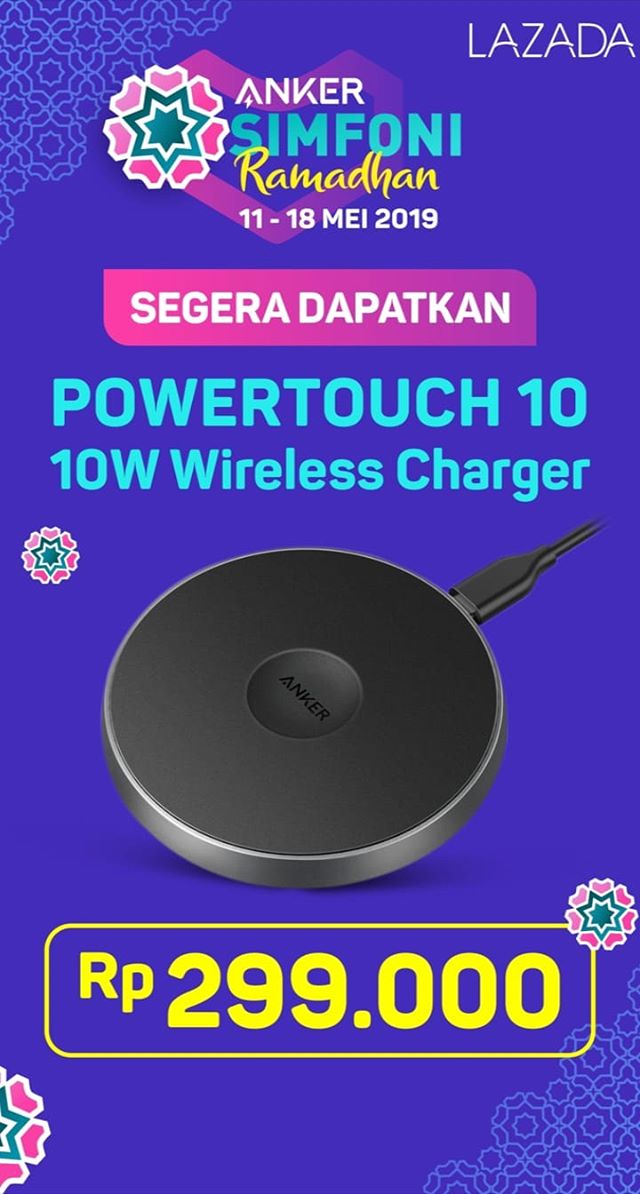 LAZADA
ANKER
SIMFONI
Ramadhan
11 - 18 MEI 2019
SEGERA DAPATKAN
POWERTOUCH 10
10W Wireless Charger
ANKER
Rp 299.000